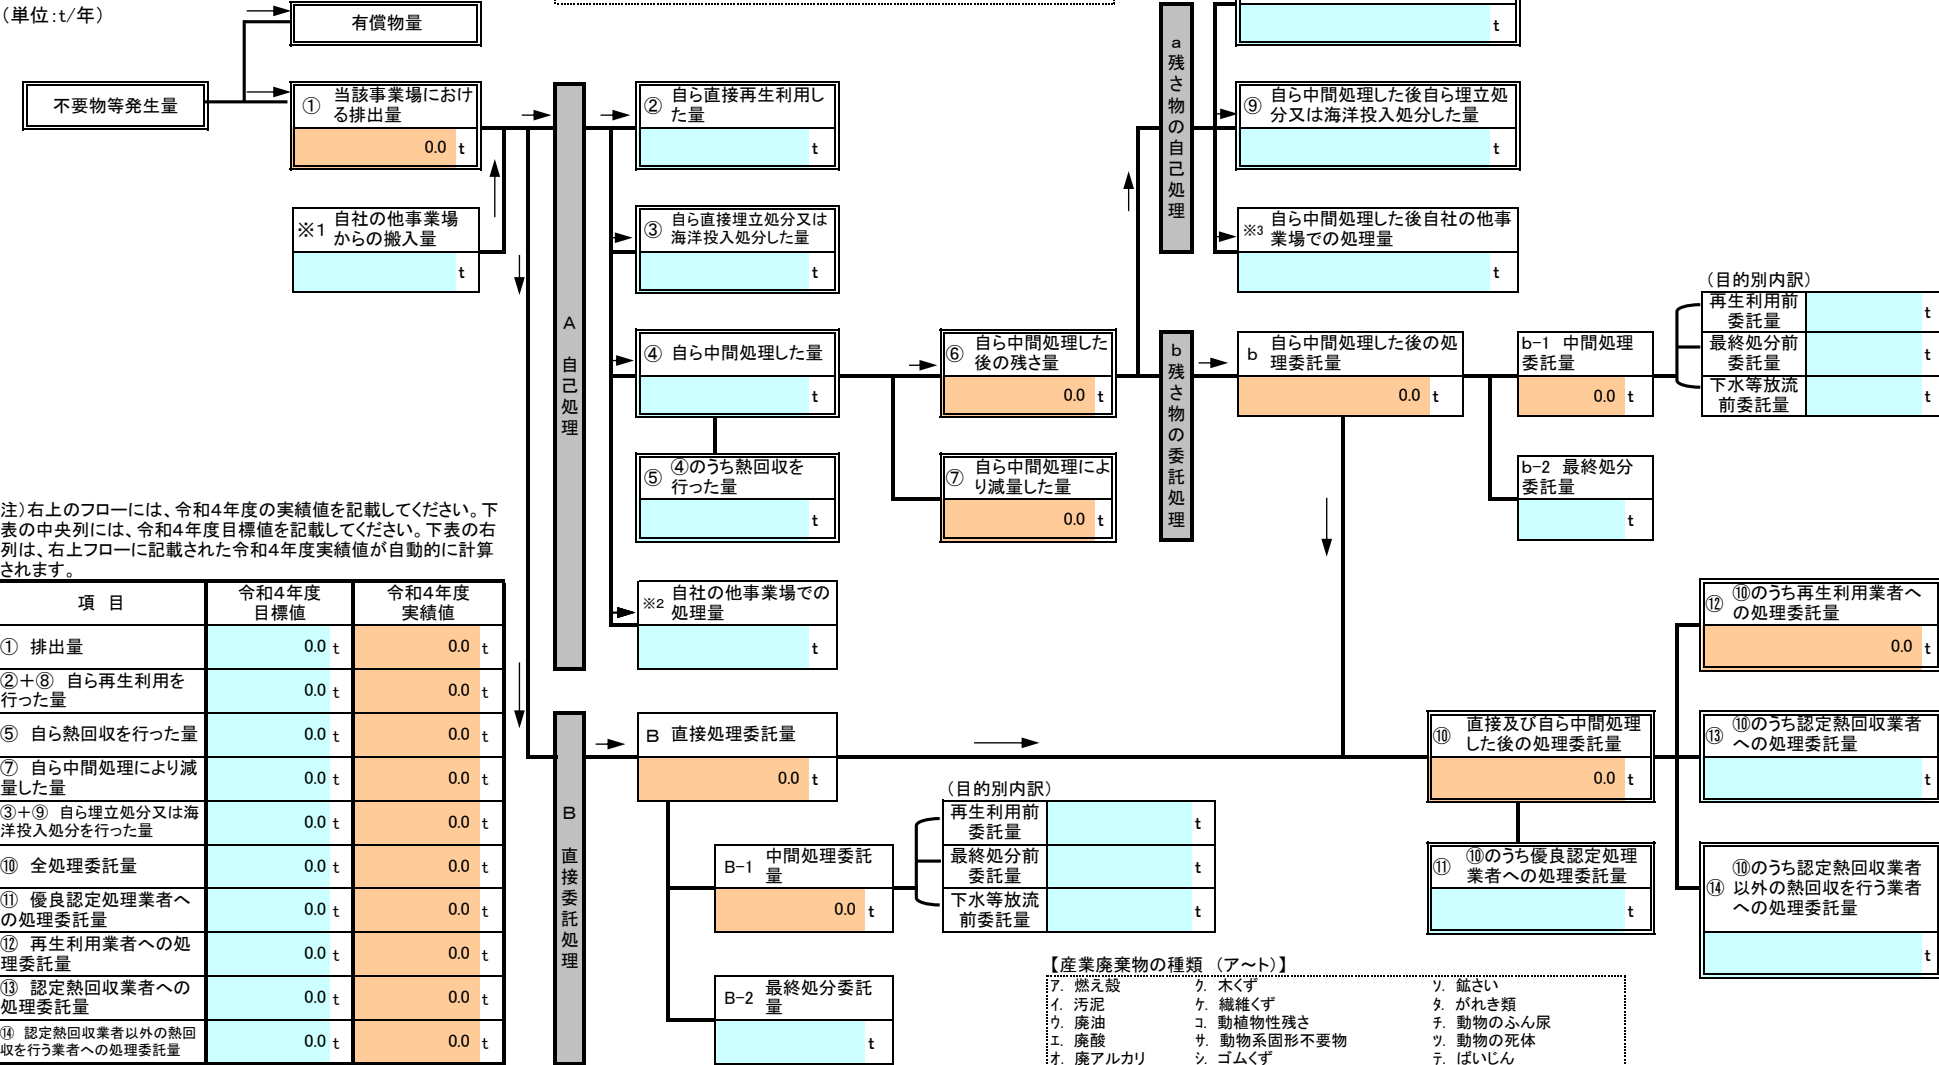 （単位：t/年）
有償物量
不要物等発生量
① 当該事業場におけ
る排出量
0.0 t
※1 自社の他事業場
からの搬入量
t
A 自己処理
② 自ら直接再生利用し
た量
t
③ 自ら直接埋立処分又は
海洋投入処分した量
t
④ 自ら中間処理した量
t
⑤ ④のうち熱回収を
行った量
t
※2 自社の他事業場での
処理量
t
⑥ 自ら中間処理した
後の残さ量
0.0 t
⑦ 自ら中間処理によ
り減量した量
0.0 t
a残さ物の自己処理
t
⑨ 自ら中間処理した後自ら埋立処
分又は海洋投入処分した量
t
※3 自ら中間処理した後自社の他事
業場での処理量
t
b残さ物の委託処理
b 自ら中間処理した後の処
理委託量
0.0 t
b-1 中間処理
委託量
0.0 t
（目的別内訳）
再生利用前
委託量
t
最終処分前
委託量
t
下水等放流
前委託量
t
b-2 最終処分
委託量
t
注）右上のフローには、令和４年度の実績値を記載してください。下
表の中央列には、令和４年度目標値を記載してください。下表の右
列は、右上フローに記載された令和４年度実績値が自動的に計算
されます。
項 目
令和４年度
目標値
令和４年度
実績値
① 排出量 0.0 t 0.0 t
②＋⑧ 自ら再生利用を
行った量 0.0 t 0.0 t
⑤ 自ら熱回収を行った量 0.0 t 0.0 t
⑦ 自ら中間処理により減
量した量 0.0 t 0.0 t
③＋⑨ 自ら埋立処分又は海
洋投入処分を行った量 0.0 t 0.0 t
⑩ 全処理委託量 0.0 t 0.0 t
⑪ 優良認定処理業者へ
の処理委託量 0.0 t 0.0 t
⑫ 再生利用業者への処
理委託量 0.0 t 0.0 t
⑬ 認定熱回収業者への
処理委託量 0.0 t 0.0 t
⑭ 認定熱回収業者以外の熱回
収を行う業者への処理委託量 0.0 t 0.0 t
B 直接委託処理
B 直接処理委託量
0.0 t
B-1 中間処理委託
量
0.0 t
（目的別内訳）
再生利用前
委託量
t
最終処分前
委託量
t
下水等放流
前委託量
t
B-2 最終処分委託
量
t
⑩ 直接及び自ら中間処理
した後の処理委託量
0.0 t
⑪ ⑩のうち優良認定処理
業者への処理委託量
t
⑫ ⑩のうち再生利用業者へ
の処理委託量
0.0 t
⑬ ⑩のうち認定熱回収業者
への処理委託量
t
⑭ ⑩のうち認定熱回収業者
以外の熱回収を行う業者
への処理委託量
t
【産業廃棄物の種類 （ア～ト）】
ア. 燃え殻 ク. 木くず ソ. 鉱さい
イ. 汚泥 ケ. 繊維くず タ. がれき類
ウ. 廃油 コ. 動植物性残さ チ. 動物のふん尿
エ. 廃酸 サ. 動物系固形不要物 ツ. 動物の死体
オ. 廃アルカリ シ. ゴムくず テ. ばいじん